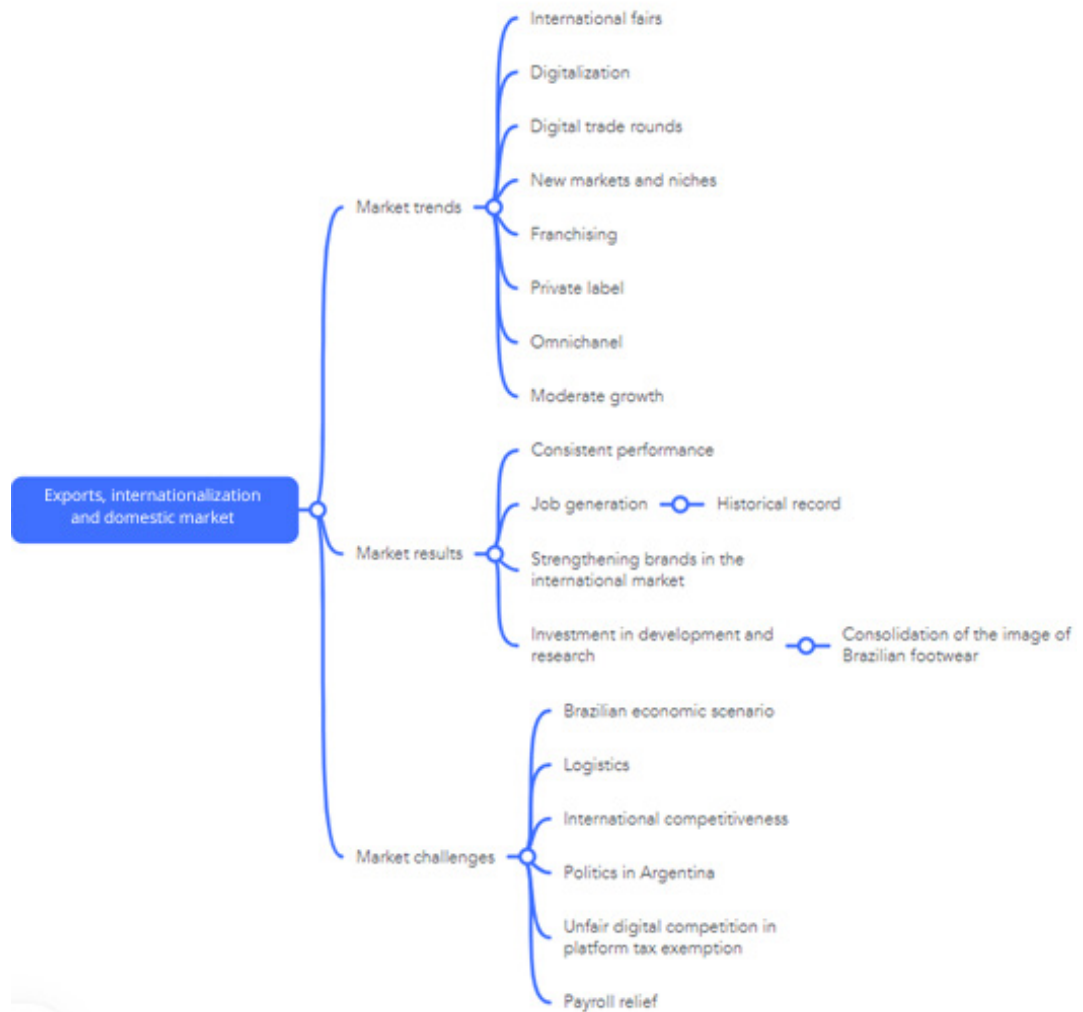 International fairs
Digitalization
Digital trade rounds
New markets and niches
Market trends
Franchising
Private label
Omnichanel
Moderate growth
Consistent performance
Exports, internationalization
and domestic market
Job generation
Historical record
Market results
Strengthening brands in the
international market
Investment in development and
research
Consolidation of the image of
Brazilian footwear
Brazilian economic scenario
Logistics
International competitiveness
Market challenges
Politics in Argentina
Unfair digital competition in
platform tax exemption
Payroll relief